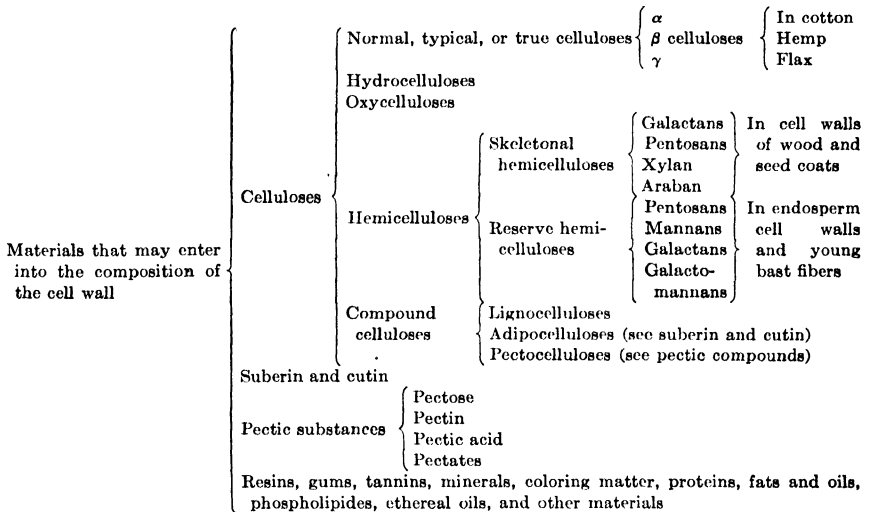 Materials that may enter
into the composition of
the cell wall
Celluloses
Normal, typical, or true celluloses
α
β celluloses
γ
In cotton
Hemp
Flax
Hydrocelluloses
Oxycelluloses
Hemicelluloses
Skeletonal
hemicelluloses
Galactans
Pentosans
Xylan
Araban
In cell walls
of wood and
seed coats
Reserve hemi-
celluloses
Pentosans
Mannans
Galactans
Galacto-
mannans
In endosperm
cell walls
and young
bast fibers
Compound
celluloses
Lignocelluloses
Adipocelluloses (see suberin and cutin)
Pectocelluloses (see pectic compounds)
Suberin and cutin
Pectic substances
Pectose
Pectin
Pectic acid
Pectates
Resins, gums, tannins, minerals, coloring matter, proteins, fats and oils,
phospholipides, ethereal oils, and other materials